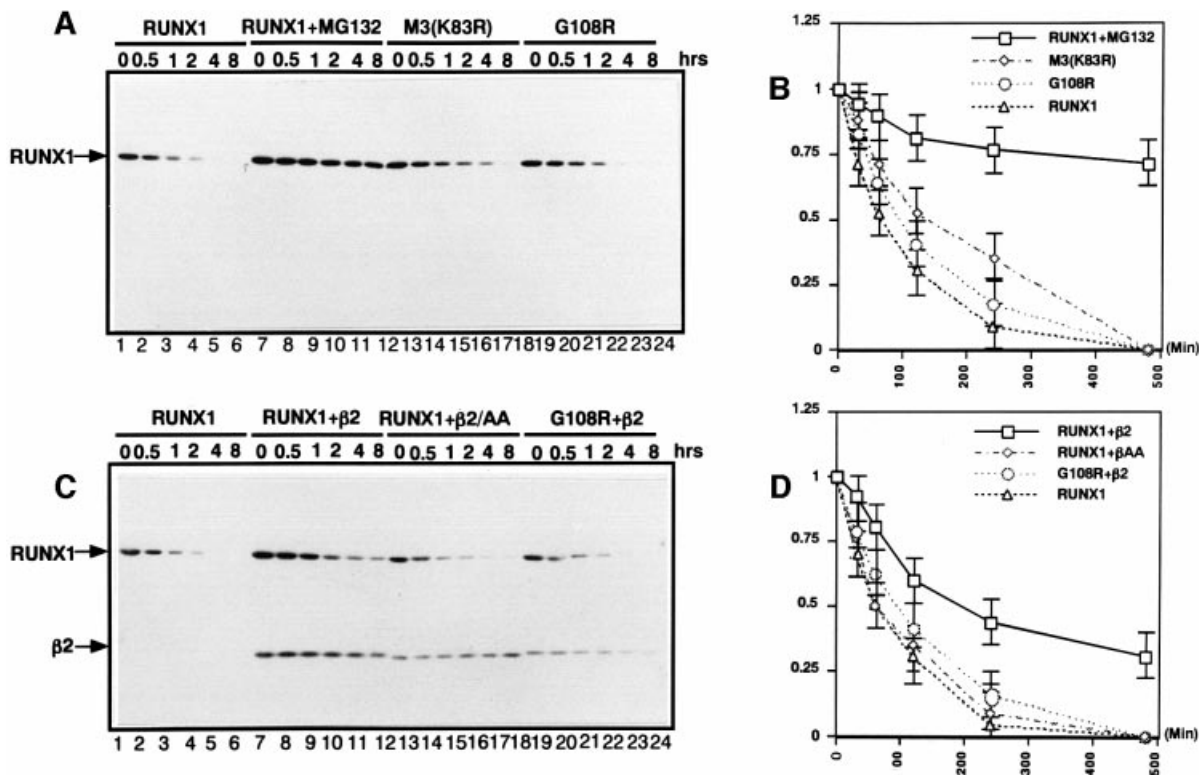 A
RUNX1 RUNX1+MG132 M3(K83R) G108R
0 0.5 1 2 4 8 0 0.5 1 2 4 8 0 0.5 1 2 4 8 0 0.5 1 2 4 8 hrs
RUNX1
1 2 3 4 5 6 7 8 9 10 11 12 13 14 15 16 17 18 19 20 21 22 23 24
B
1.25
1
0.75
0.5
0.25
0
RUNX1+MG132
M3(K83R)
G108R
RUNX1
0 100 200 300 400 500 (Min)
C
RUNX1 RUNX1+β2 RUNX1+β2/AA G108R+β2
0 0.5 1 2 4 8 0 0.5 1 2 4 8 0 0.5 1 2 4 8 0 0.5 1 2 4 8 hrs
RUNX1
β2
1 2 3 4 5 6 7 8 9 10 11 12 13 14 15 16 17 18 19 20 21 22 23 24
D
1.25
1
0.75
0.5
0.25
0
RUNX1+β2
RUNX1+βAA
G108R+β2
RUNX1
0 100 200 300 400 500 (Min)